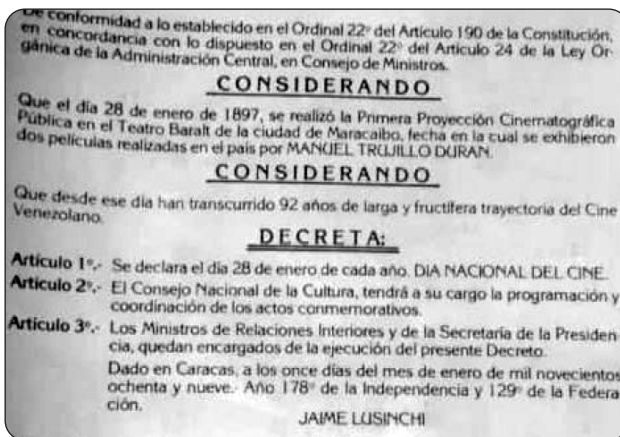 De conformidad a lo establecido en el Ordinal 22º del Artículo 190 de la Constitución,
en concordancia con lo dispuesto en el Ordinal 22º del Artículo 24 de la Ley Or-
gánica de la Administración Central, en Consejo de Ministros.
CONSIDERANDO
Que el día 28 de enero de 1897, se realizó la Primera Proyección Cinematográfica
Pública en el Teatro Baralt de la ciudad de Maracaibo, fecha en la cual se exhibieron
dos películas realizadas en el país por MANUEL TRUJILLO DURAN.
CONSIDERANDO
Que desde ese día han transcurrido 92 años de larga y fructífera trayectoria del Cine
Venezolano.
DECRETA:
Artículo 1º.- Se declara el día 28 de enero de cada año. DIA NACIONAL DEL CINE.
Artículo 2º.- El Consejo Nacional de la Cultura, tendrá a su cargo la programación y
coordinación de los actos conmemorativos.
Artículo 3º.- Los Ministros de Relaciones Interiores y de la Secretaría de la Presiden-
cia, quedan encargados de la ejecución del presente Decreto.
Dado en Caracas, a los once días del mes de enero de mil novecientos
ochenta y nueve.- Año 178º de la Independencia y 129º de la Federa-
ción.
JAIME LUSINCHI